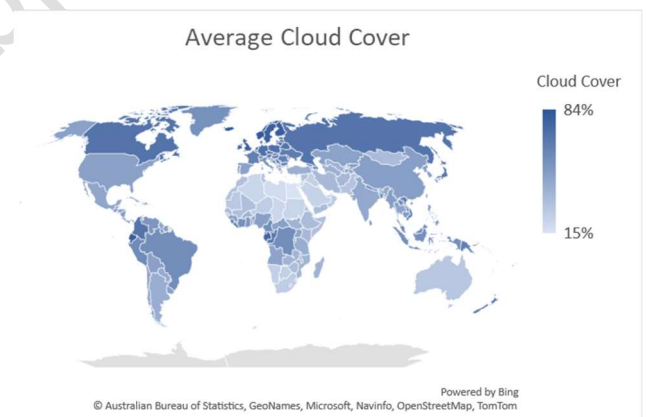 Average Cloud Cover
Cloud Cover
84%
15%
Powered by Bing
© Australian Bureau of Statistics, GeoNames, Microsoft, Navinfo, OpenStreetMap, TomTom